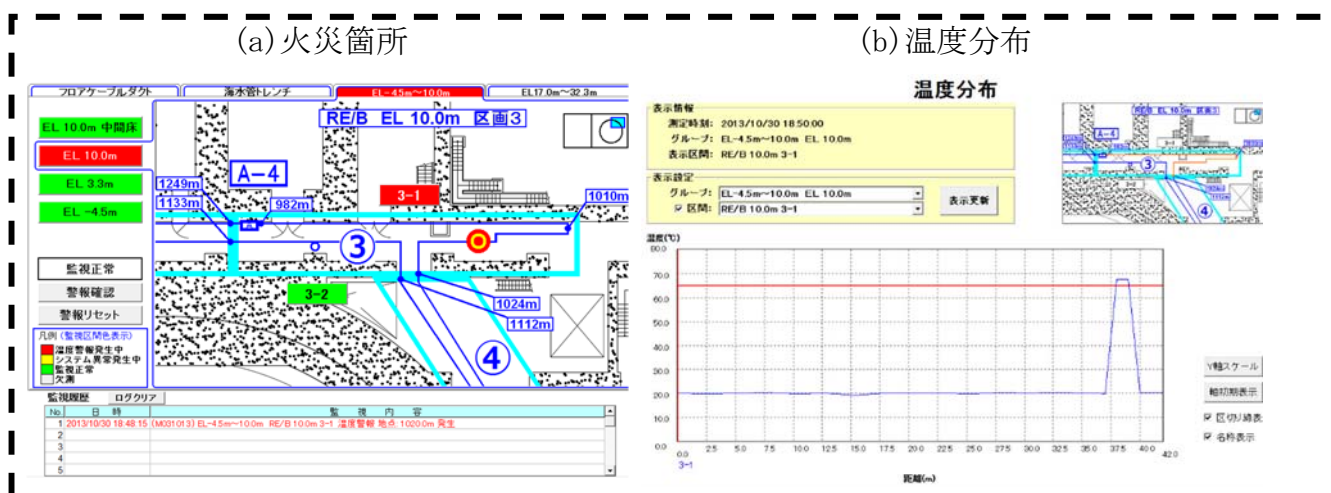 (a)火災箇所
(b)温度分布
フロアケーブルダクト
海水管トレンチ
EL-4.5m～10.0m
EL17.0m～32.3m
EL 10.0m 中間床
EL 10.0m
EL 3.3m
EL -4.5m
RE/B EL 10.0m 区画3
A-4
1249m
1133m
982m
3-1
1010m
③
3-2
1024m
1112m
④
監視正常
警報確認
警報リセット
凡例(監視区間色表示)
温度警報発生中
システム異常発生中
監視正常
欠測
監視履歴 ログクリア
No. 日 時 監 視 内 容
1 2013/10/30 18:48:15 (M031013) EL-4.5m～10.0m RE/B 10.0m 3-1 温度警報 地点: 1020.0m 発生
2
3
4
5
温度分布
表示情報
測定時刻: 2013/10/30 18:50:00
グループ: EL-4.5m～10.0m EL 10.0m
表示区間: RE/B 10.0m 3-1
表示設定
グループ: EL-4.5m～10.0m EL 10.0m
区間: RE/B 10.0m 3-1
表示更新
RE/B EL 10.0m 区画3
A-4
③
④
温度(℃)
80.0
70.0
60.0
50.0
40.0
30.0
20.0
10.0
0.0
0.0 2.5 5.0 7.5 10.0 12.5 15.0 17.5 20.0 22.5 25.0 27.5 30.0 32.5 35.0 37.5 40.0 42.0
3-1
距離(m)
Y軸スケール
軸初期表示
区切り線表
名称表示